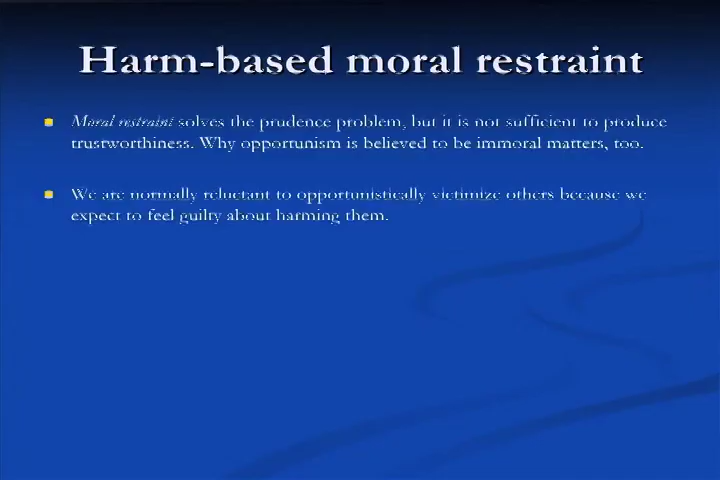 Harm-based moral restraint
Moral restraint solves the prudence problem, but it is not sufficient to produce
trustworthiness. Why opportunism is believed to be immoral matters, too.
We are normally reluctant to opportunistically victimize others because we
expect to feel guilty about harming them.